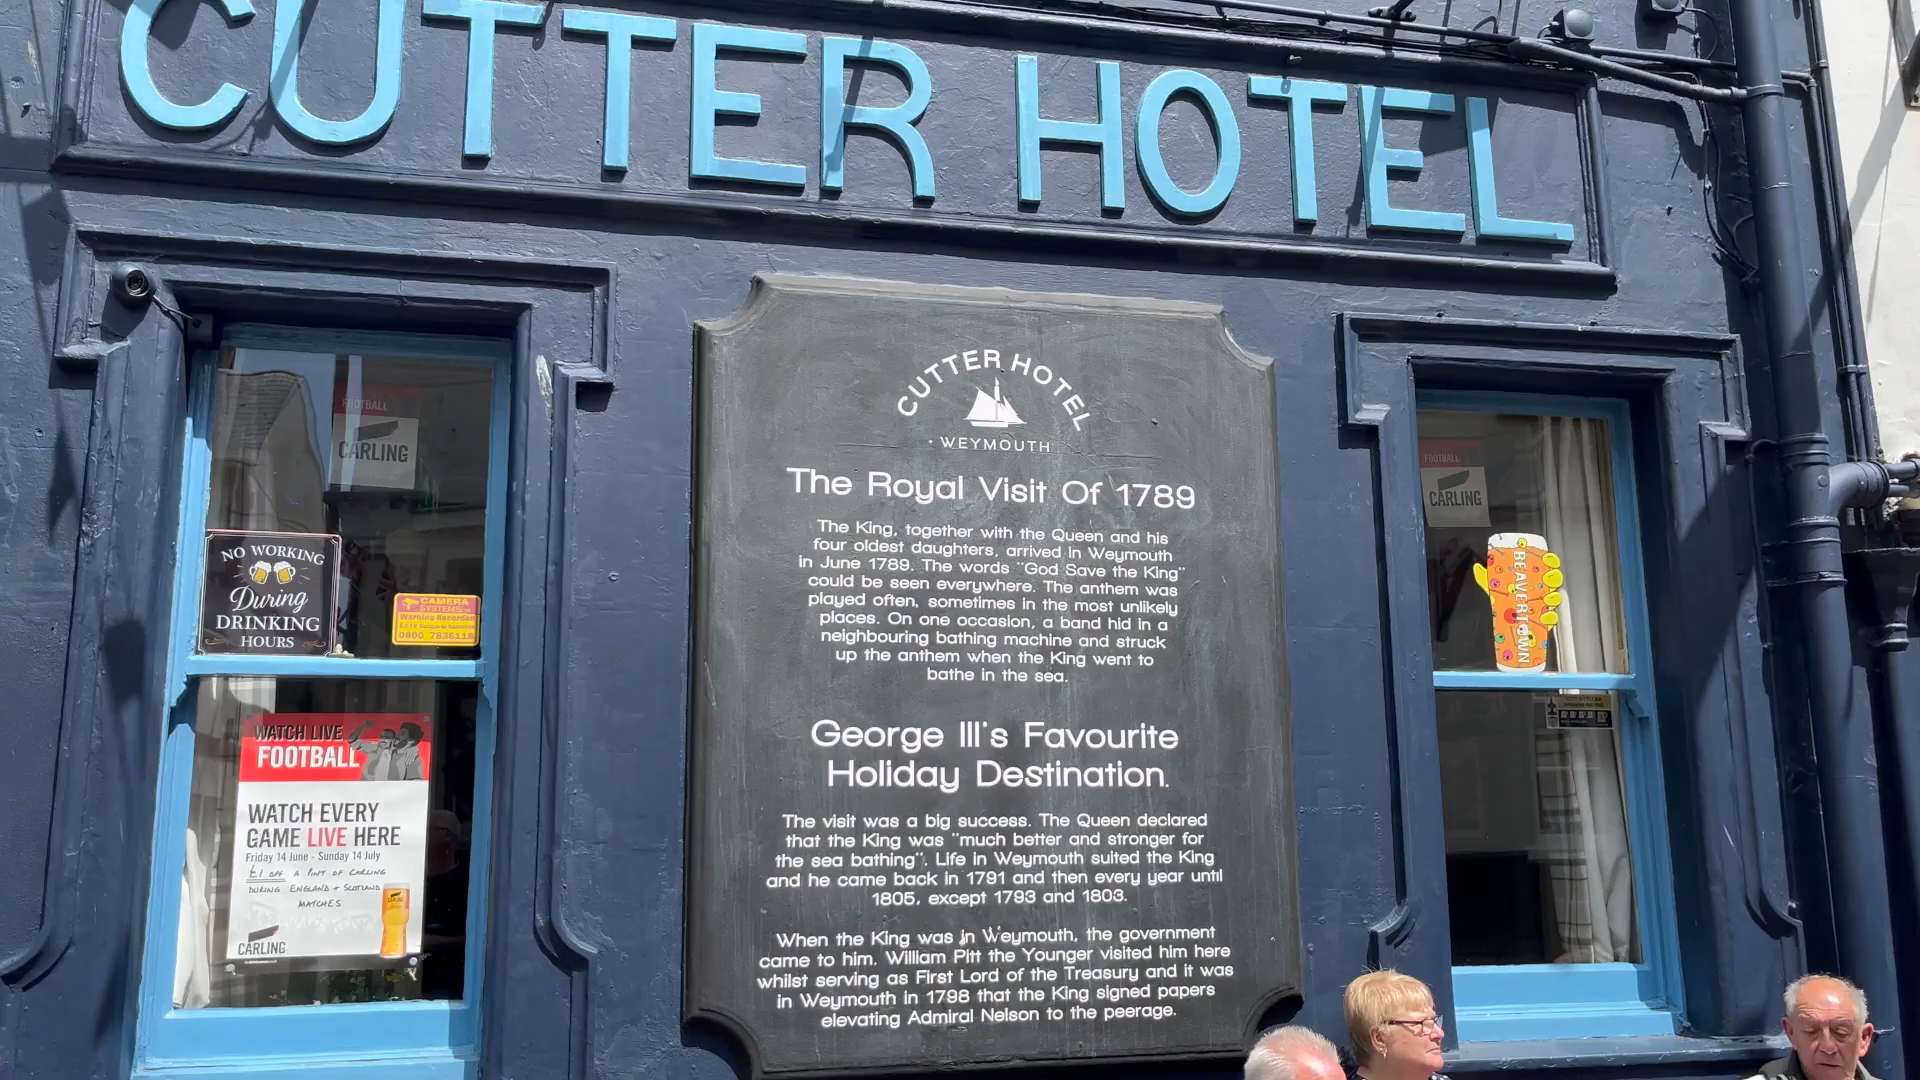 CUTTER HOTEL
CUTTER HOTEL
· WEYMOUTH ·
The Royal Visit Of 1789
The King, together with the Queen and his
four oldest daughters, arrived in Weymouth
in June 1789. The words "God Save the King"
could be seen everywhere. The anthem was
played often, sometimes in the most unlikely
places. On one occasion, a band hid in a
neighbouring bathing machine and struck
up the anthem when the King went to
bathe in the sea.
George III's Favourite
Holiday Destination.
The visit was a big success. The Queen declared
that the King was "much better and stronger for
the sea bathing". Life in Weymouth suited the King
and he came back in 1791 and then every year until
1805, except 1793 and 1803.
When the King was in Weymouth, the government
came to him. William Pitt the Younger visited him here
whilst serving as First Lord of the Treasury and it was
in Weymouth in 1798 that the King signed papers
elevating Admiral Nelson to the peerage.
FOOTBALL
CARLING
NO WORKING
During
DRINKING
HOURS
CAMERA
SYSTEMS
Warning Recorded
0800 7836118
WATCH LIVE
FOOTBALL
WATCH EVERY
GAME LIVE HERE
Friday 14 June - Sunday 14 July
£1 OFF A PINT OF CARLING
DURING ENGLAND + SCOTLAND
MATCHES
CARLING
CARLING
FOOTBALL
CARLING
BEAVERTOWN